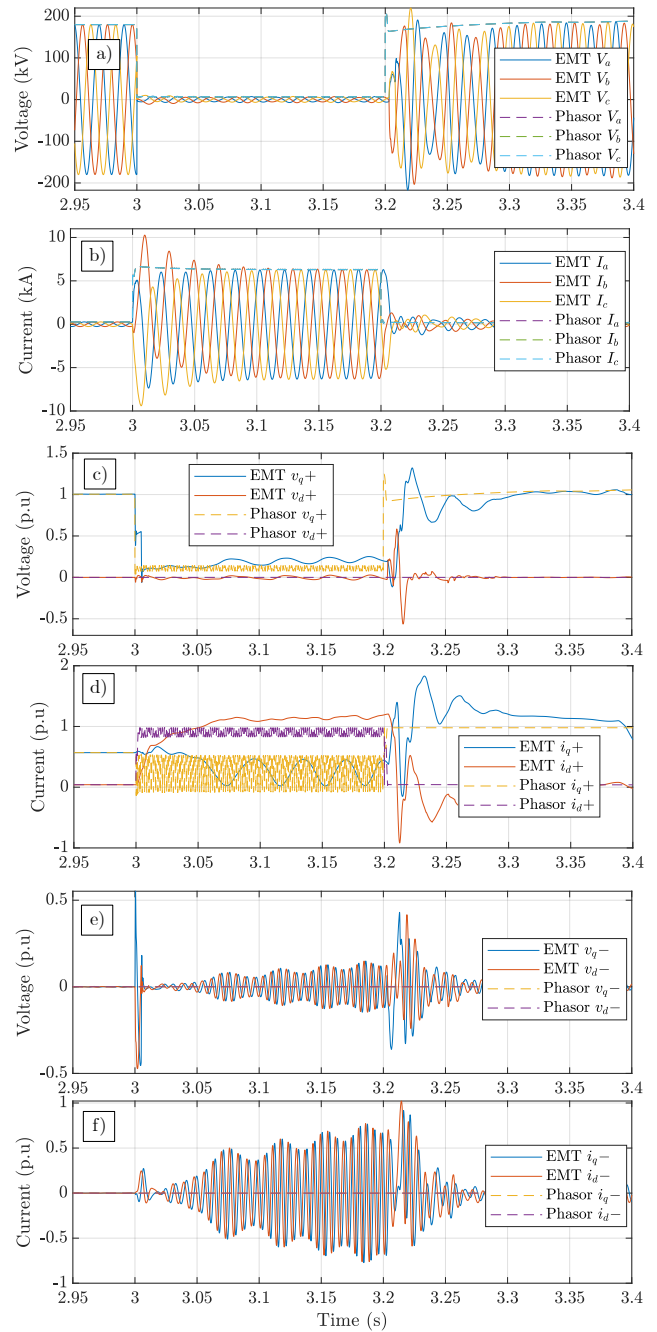 a)
Voltage (kV)
200
100
0
-100
-200
EMT V_a
EMT V_b
EMT V_c
Phasor V_a
Phasor V_b
Phasor V_c
2.95 3 3.05 3.1 3.15 3.2 3.25 3.3 3.35 3.4
b)
Current (kA)
10
5
0
-5
-10
EMT I_a
EMT I_b
EMT I_c
Phasor I_a
Phasor I_b
Phasor I_c
2.95 3 3.05 3.1 3.15 3.2 3.25 3.3 3.35 3.4
c)
Voltage (p.u)
1.5
1
0.5
0
-0.5
EMT v_q+
EMT v_d+
Phasor v_q+
Phasor v_d+
2.95 3 3.05 3.1 3.15 3.2 3.25 3.3 3.35 3.4
d)
Current (p.u)
2
1
0
-1
EMT i_q+
EMT i_d+
Phasor i_q+
Phasor i_d+
2.95 3 3.05 3.1 3.15 3.2 3.25 3.3 3.35 3.4
e)
Voltage (p.u)
0.5
0
-0.5
EMT v_q−
EMT v_d−
Phasor v_q−
Phasor v_d−
2.95 3 3.05 3.1 3.15 3.2 3.25 3.3 3.35 3.4
f)
Current (p.u)
1
0.5
0
-0.5
-1
EMT i_q−
EMT i_d−
Phasor i_q−
Phasor i_d−
2.95 3 3.05 3.1 3.15 3.2 3.25 3.3 3.35 3.4
Time (s)